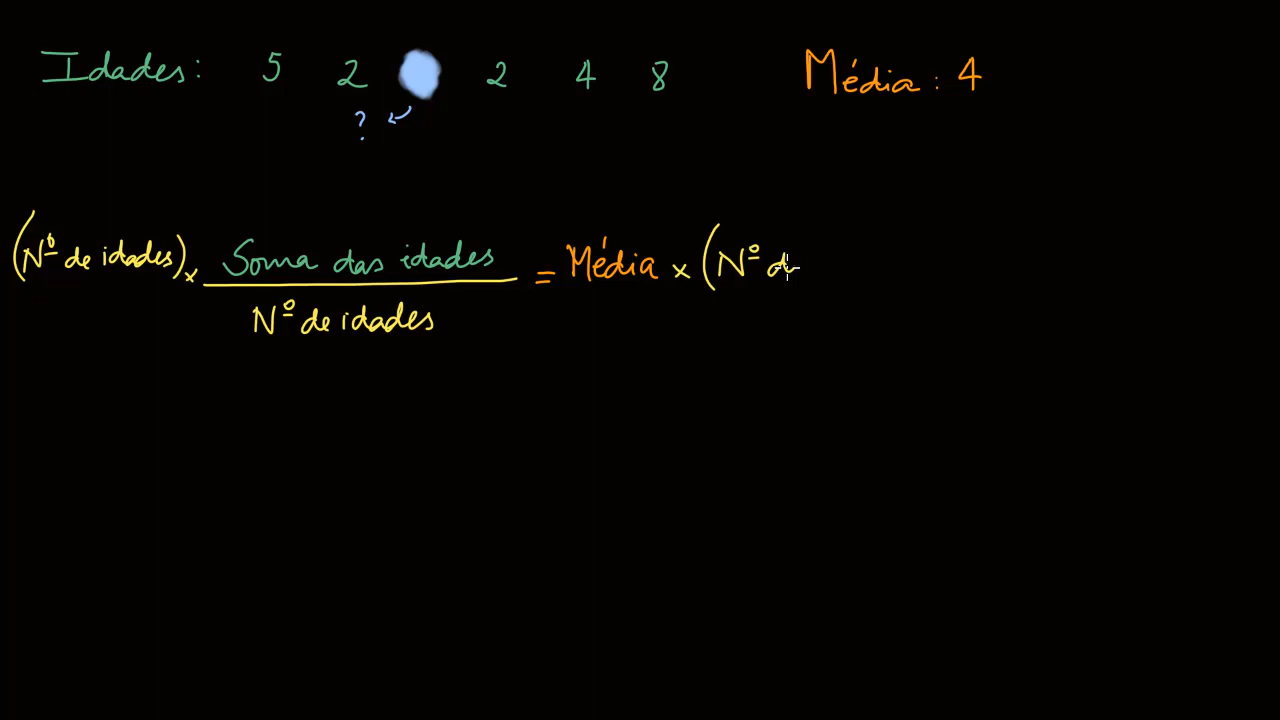 Idades: 5 2 2 4 8 Média: 4
?
(Nº de idades) x Soma das idades = Média x (Nº d
Nº de idades